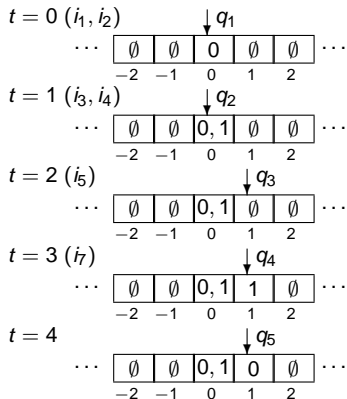 t = 0 (i₁, i₂) q₁
⋯ ∅ ∅ 0 ∅ ∅ ⋯
−2 −1 0 1 2
t = 1 (i₃, i₄) q₂
⋯ ∅ ∅ 0, 1 ∅ ∅ ⋯
−2 −1 0 1 2
t = 2 (i₅) q₃
⋯ ∅ ∅ 0, 1 ∅ ∅ ⋯
−2 −1 0 1 2
t = 3 (i₇) q₄
⋯ ∅ ∅ 0, 1 1 ∅ ⋯
−2 −1 0 1 2
t = 4 q₅
⋯ ∅ ∅ 0, 1 0 ∅ ⋯
−2 −1 0 1 2